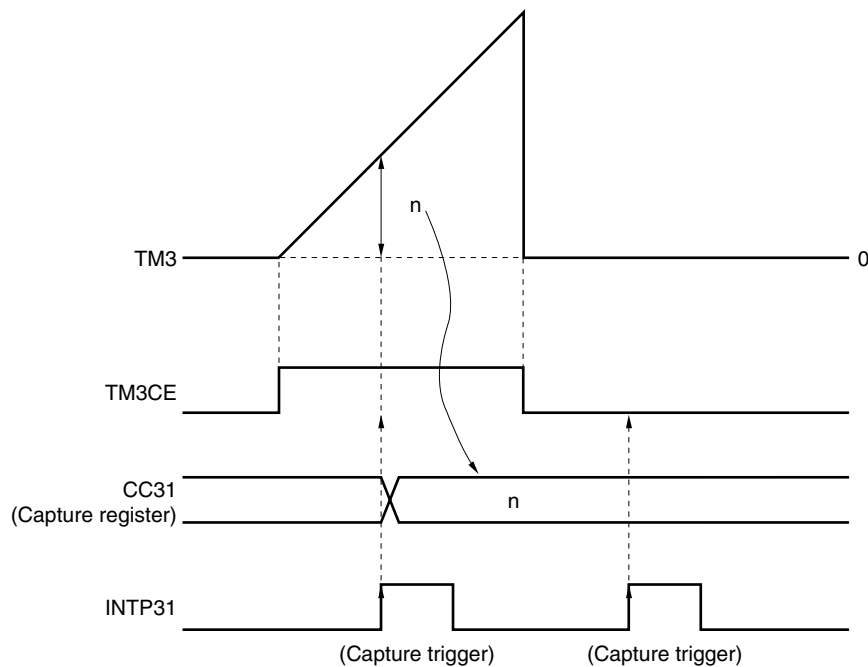 n
TM3
0
TM3CE
CC31
(Capture register)
n
INTP31
(Capture trigger) (Capture trigger)